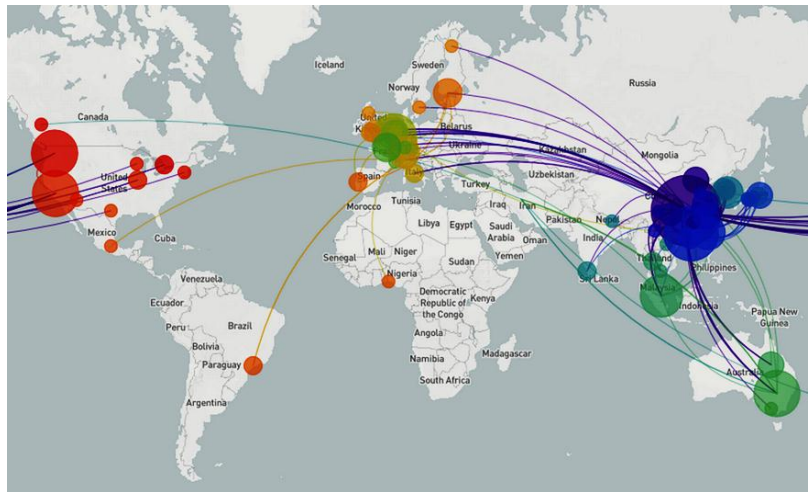 Iceland
Sweden
Russia
Norway
Canada
United
Belarus
Ukraine
Kazakhstan
Mongolia
Spain
Italy
United
States
Turkey
Uzbekistan
Morocco
Tunisia
Iraq
Iran
Pakistan
Nepal
Libya
Egypt
Saudi
Arabia
Oman
India
Mexico
Cuba
Mali
Niger
Yemen
Senegal
Sudan
Thailand
Philippines
Nigeria
Sri Lanka
Venezuela
Malaysia
Ecuador
Democratic
Republic of
the Congo
Kenya
Indonesia
Papua New
Guinea
Peru
Brazil
Angola
Bolivia
Namibia
Madagascar
Paraguay
Australia
South Africa
Argentina